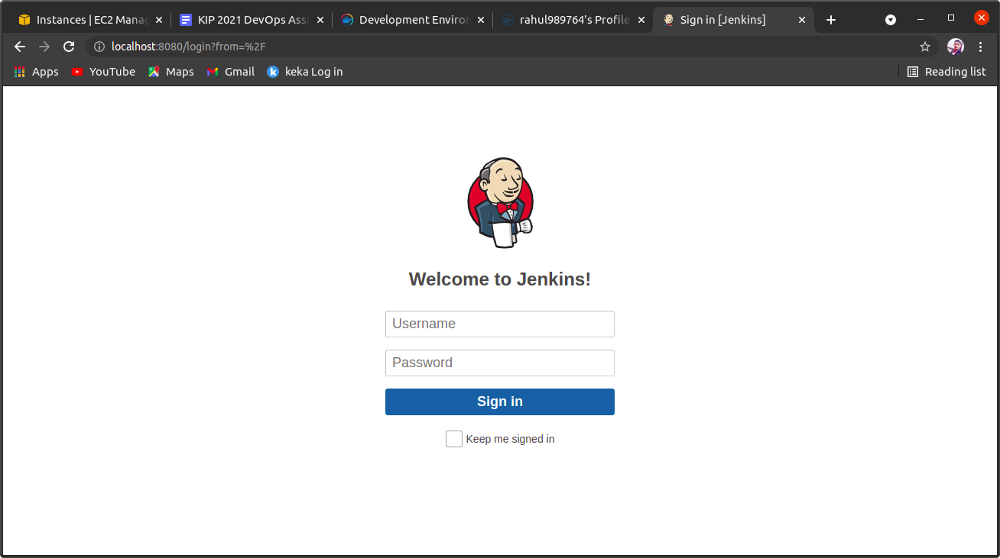 Instances | EC2 Manag
KIP 2021 DevOps Assi
Development Environ
rahul989764's Profile
Sign in [Jenkins]
localhost:8080/login?from=%2F
Apps
YouTube
Maps
Gmail
k
keka Log in
Reading list
Welcome to Jenkins!
Username
Password
Sign in
Keep me signed in